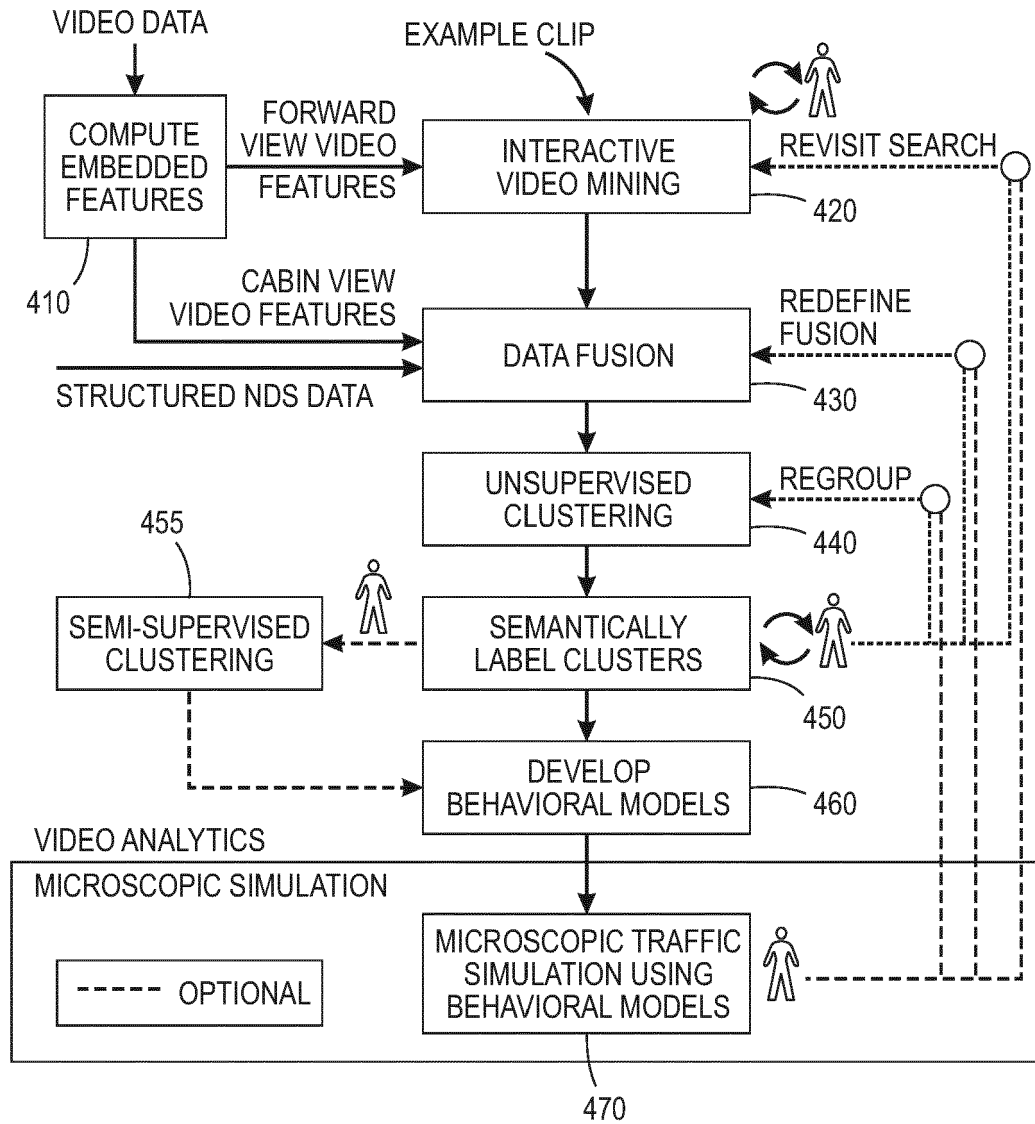 VIDEO DATA
EXAMPLE CLIP
COMPUTE
EMBEDDED
FEATURES
410
FORWARD
VIEW VIDEO
FEATURES
INTERACTIVE
VIDEO MINING
420
REVISIT SEARCH
CABIN VIEW
VIDEO FEATURES
STRUCTURED NDS DATA
DATA FUSION
430
REDEFINE
FUSION
UNSUPERVISED
CLUSTERING
440
REGROUP
455
SEMI-SUPERVISED
CLUSTERING
SEMANTICALLY
LABEL CLUSTERS
450
DEVELOP
BEHAVIORAL MODELS
460
VIDEO ANALYTICS
MICROSCOPIC SIMULATION
OPTIONAL
MICROSCOPIC TRAFFIC
SIMULATION USING
BEHAVIORAL MODELS
470